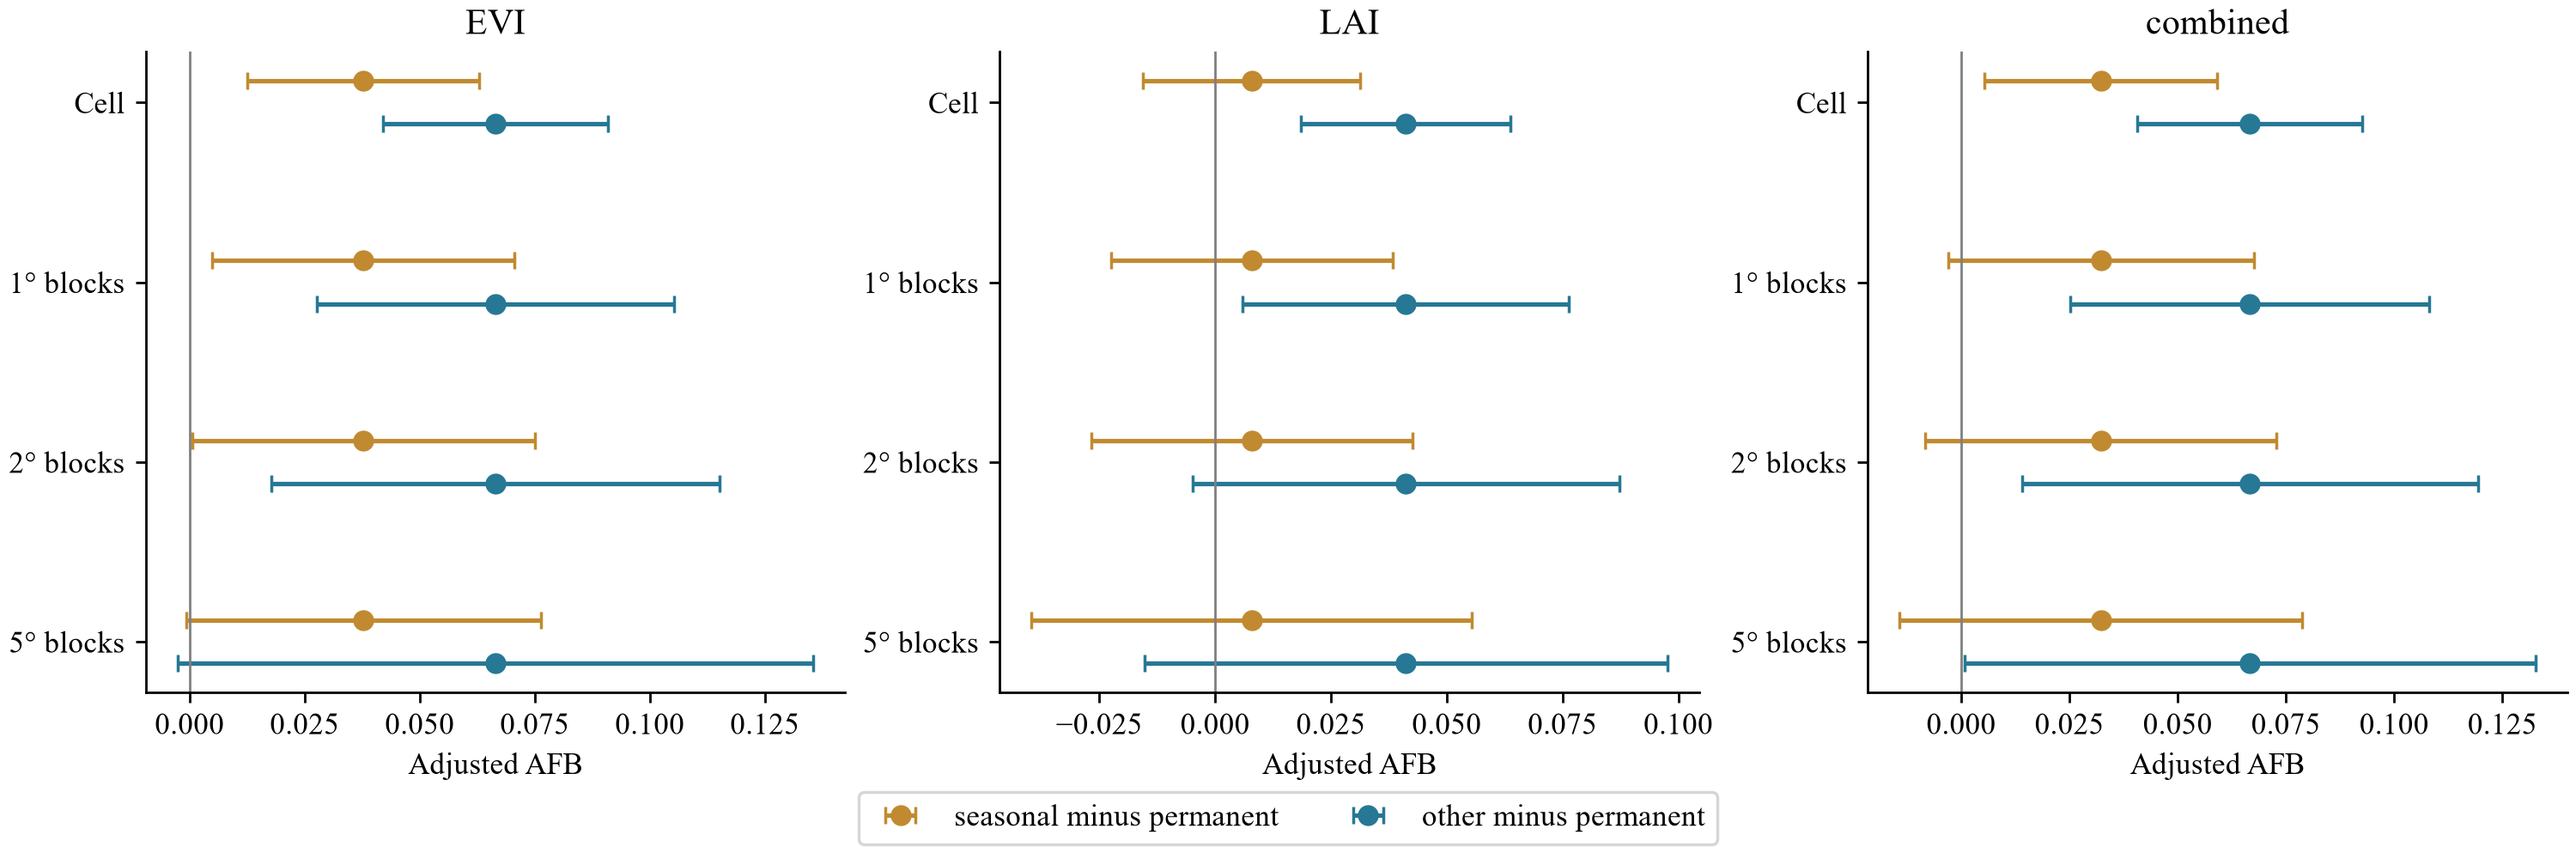 EVI
Cell
1° blocks
2° blocks
5° blocks
0.000 0.025 0.050 0.075 0.100 0.125
Adjusted AFB
LAI
Cell
1° blocks
2° blocks
5° blocks
−0.025 0.000 0.025 0.050 0.075 0.100
Adjusted AFB
combined
Cell
1° blocks
2° blocks
5° blocks
0.000 0.025 0.050 0.075 0.100 0.125
Adjusted AFB
seasonal minus permanent
other minus permanent